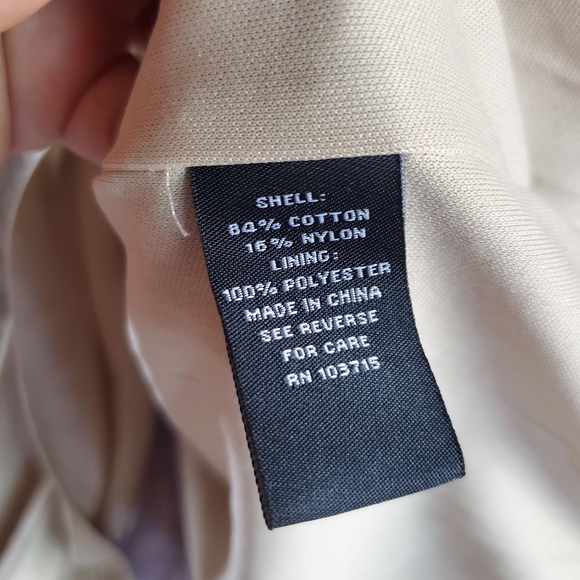 SHELL:
84% COTTON
16% NYLON
LINING:
100% POLYESTER
MADE IN CHINA
SEE REVERSE
FOR CARE
RN 103715